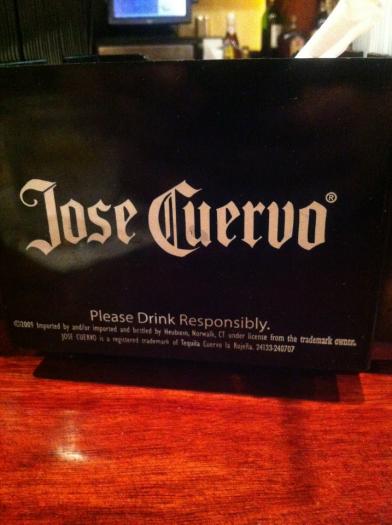 Jose Cuervo®
Please Drink Responsibly.
©2005 Imported by and/or imported and bottled by Heublein, Norwalk, CT under license from the trademark owner.
JOSE CUERVO is a registered trademark of Tequila Cuervo la Rojeña. 24133-240707